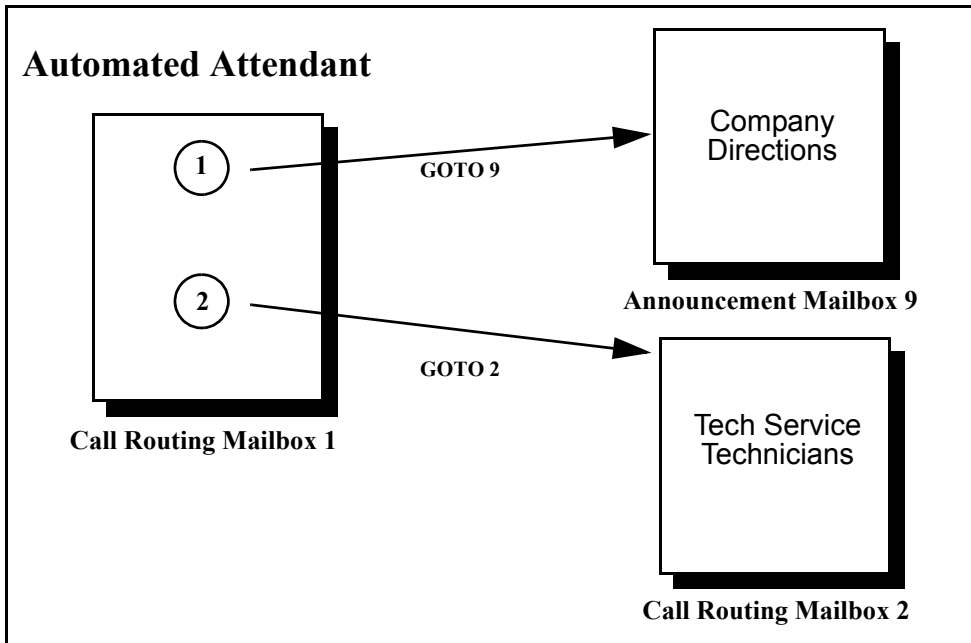 Automated Attendant
1
GOTO 9
Company
Directions
Announcement Mailbox 9
2
GOTO 2
Tech Service
Technicians
Call Routing Mailbox 1
Call Routing Mailbox 2